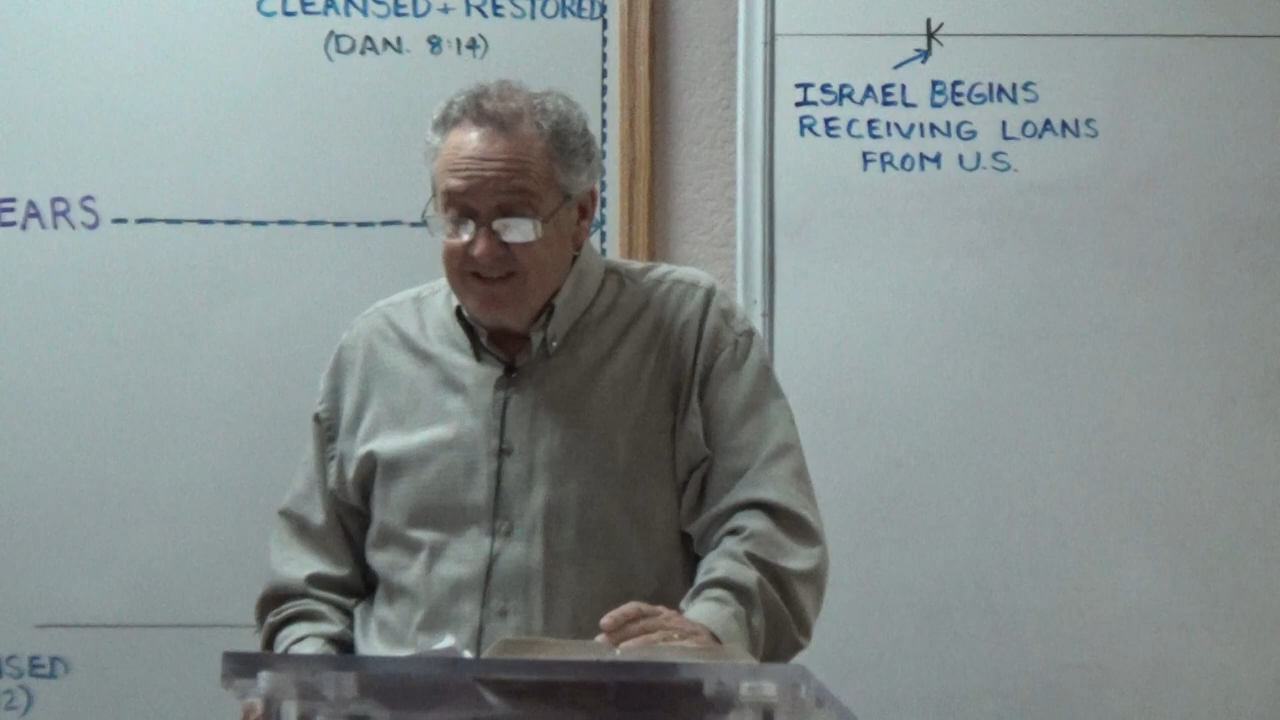 CLEANSED + RESTORED
(DAN. 8:14)
EARS
ISRAEL BEGINS
RECEIVING LOANS
FROM U.S.
SED
2)